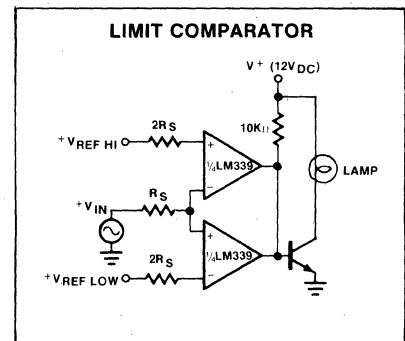 LIMIT COMPARATOR
V+ (12VDC)
2RS
+VREF HI
10KΩ
+
¼LM339
−
LAMP
+VIN
RS
+
¼LM339
−
2RS
+VREF LOW